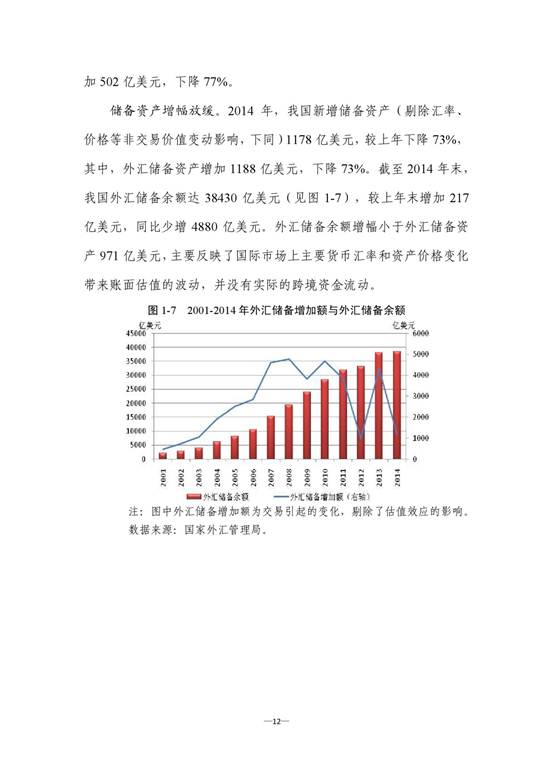 加 502 亿美元，下降 77%。
储备资产增幅放缓。2014 年，我国新增储备资产（剔除汇率、
价格等非交易价值变动影响，下同）1178 亿美元，较上年下降 73%，
其中，外汇储备资产增加 1188 亿美元，下降 73%。截至 2014 年末，
我国外汇储备余额达 38430 亿美元（见图 1-7），较上年末增加 217
亿美元，同比少增 4880 亿美元。外汇储备余额增幅小于外汇储备资
产 971 亿美元，主要反映了国际市场上主要货币汇率和资产价格变化
带来账面估值的波动，并没有实际的跨境资金流动。
图 1-7 2001-2014 年外汇储备增加额与外汇储备余额
亿美元 亿美元
45000 6000
40000
35000 5000
30000 4000
25000
20000 3000
15000 2000
10000
5000 1000
0 0
2001 2002 2003 2004 2005 2006 2007 2008 2009 2010 2011 2012 2013 2014
外汇储备余额 外汇储备增加额（右轴）
注：图中外汇储备增加额为交易引起的变化，剔除了估值效应的影响。
数据来源：国家外汇管理局。
—12—